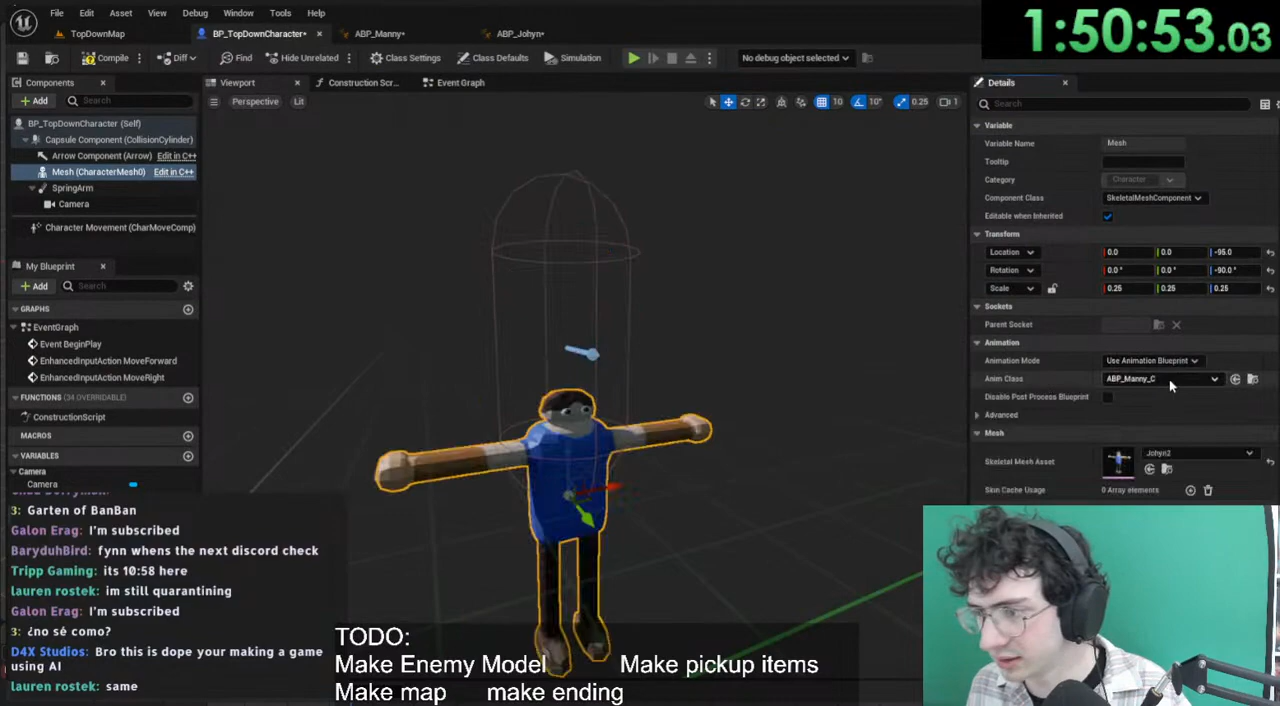 File Edit Asset View Debug Window Tools Help
1:50:53.03
TopDownMap BP_TopDownCharacter* ABP_Manny* ABP_Johyn*
Compile Diff Find Hide Unrelated Class Settings Class Defaults Simulation No debug object selected
Components
Viewport Construction Scr... Event Graph
Details
Add Search
Perspective Lit
10 10° 0.25 1
Search
BP_TopDownCharacter (Self)
Capsule Component (CollisionCylinder)
Arrow Component (Arrow) Edit in C++
Mesh (CharacterMesh0) Edit in C++
SpringArm
Camera
Character Movement (CharMoveComp)
My Blueprint
Add Search
GRAPHS
EventGraph
Event BeginPlay
EnhancedInputAction MoveForward
EnhancedInputAction MoveRight
FUNCTIONS (34 OVERRIDABLE)
ConstructionScript
MACROS
VARIABLES
Camera
Camera
Variable
Variable Name Mesh
Tooltip
Category Character
Component Class SkeletalMeshComponent
Editable when Inherited
Transform
Location 0.0 0.0 -95.0
Rotation 0.0° 0.0° -90.0°
Scale 0.25 0.25 0.25
Sockets
Parent Socket
Animation
Animation Mode Use Animation Blueprint
Anim Class ABP_Manny_C
Disable Post Process Blueprint
Advanced
Mesh
Skeletal Mesh Asset Johyn2
Skin Cache Usage 0 Array elements
3: Garten of BanBan
Galon Erag: I'm subscribed
BaryduhBird: fynn whens the next discord check
Tripp Gaming: its 10:58 here
lauren rostek: im still quarantining
Galon Erag: I'm subscribed
3: ¿no sé como?
D4X Studios: Bro this is dope your making a game
using AI
lauren rostek: same
TODO:
Make Enemy Model Make pickup items
Make map make ending